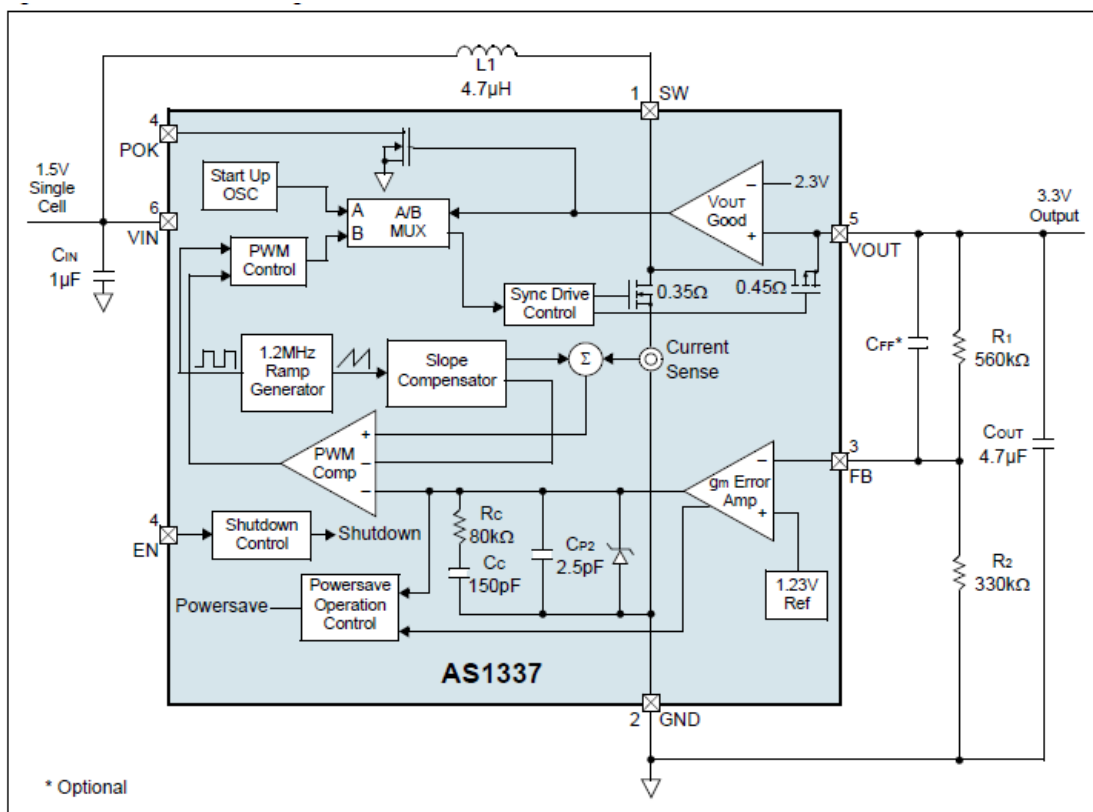 L1
4.7µH
1 SW
4
POK
1.5V
Single
Cell
Start Up
OSC
A
B
A/B
MUX
VOUT
Good
–
+
2.3V
3.3V
Output
6
VIN
5
VOUT
CIN
1µF
PWM
Control
Sync Drive
Control
0.35Ω
0.45Ω
1.2MHz
Ramp
Generator
Slope
Compensator
Σ
Current
Sense
CFF*
R1
560kΩ
COUT
4.7µF
PWM
Comp
+
–
–
gm Error
Amp
–
+
3
FB
4
EN
Shutdown
Control
Shutdown
RC
80kΩ
CC
150pF
CP2
2.5pF
1.23V
Ref
R2
330kΩ
Powersave
Powersave
Operation
Control
AS1337
2 GND
* Optional